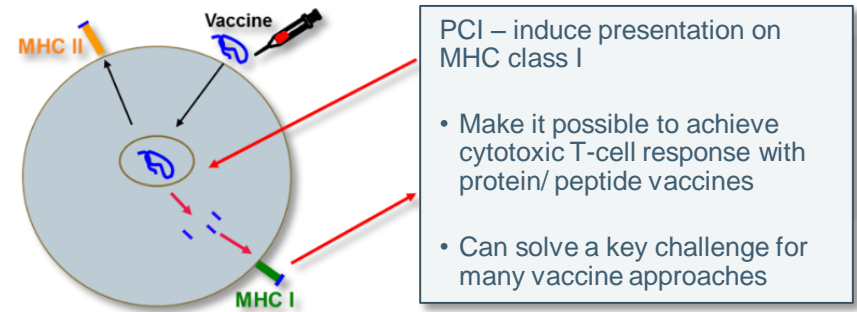 Vaccine
MHC II
MHC I
PCI – induce presentation on
MHC class I
• Make it possible to achieve
cytotoxic T-cell response with
protein/ peptide vaccines
• Can solve a key challenge for
many vaccine approaches